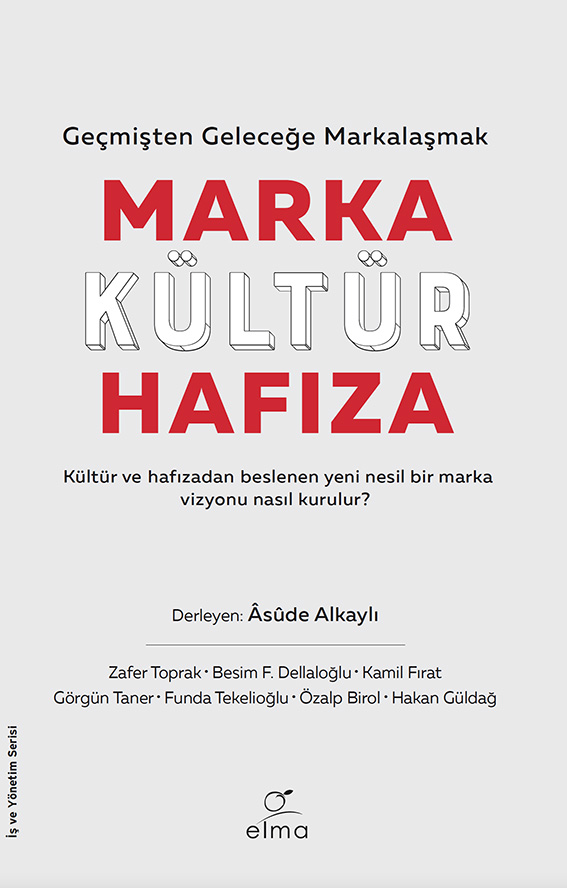 Geçmişten Geleceğe Markalaşmak
MARKA
KÜLTÜR
HAFIZA
Kültür ve hafızadan beslenen yeni nesil bir marka
vizyonu nasıl kurulur?
Derleyen: Âsûde Alkaylı
Zafer Toprak • Besim F. Dellaloğlu • Kamil Fırat
Görgün Taner • Funda Tekelioğlu • Özalp Birol • Hakan Güldağ
İş ve Yönetim Serisi
elma